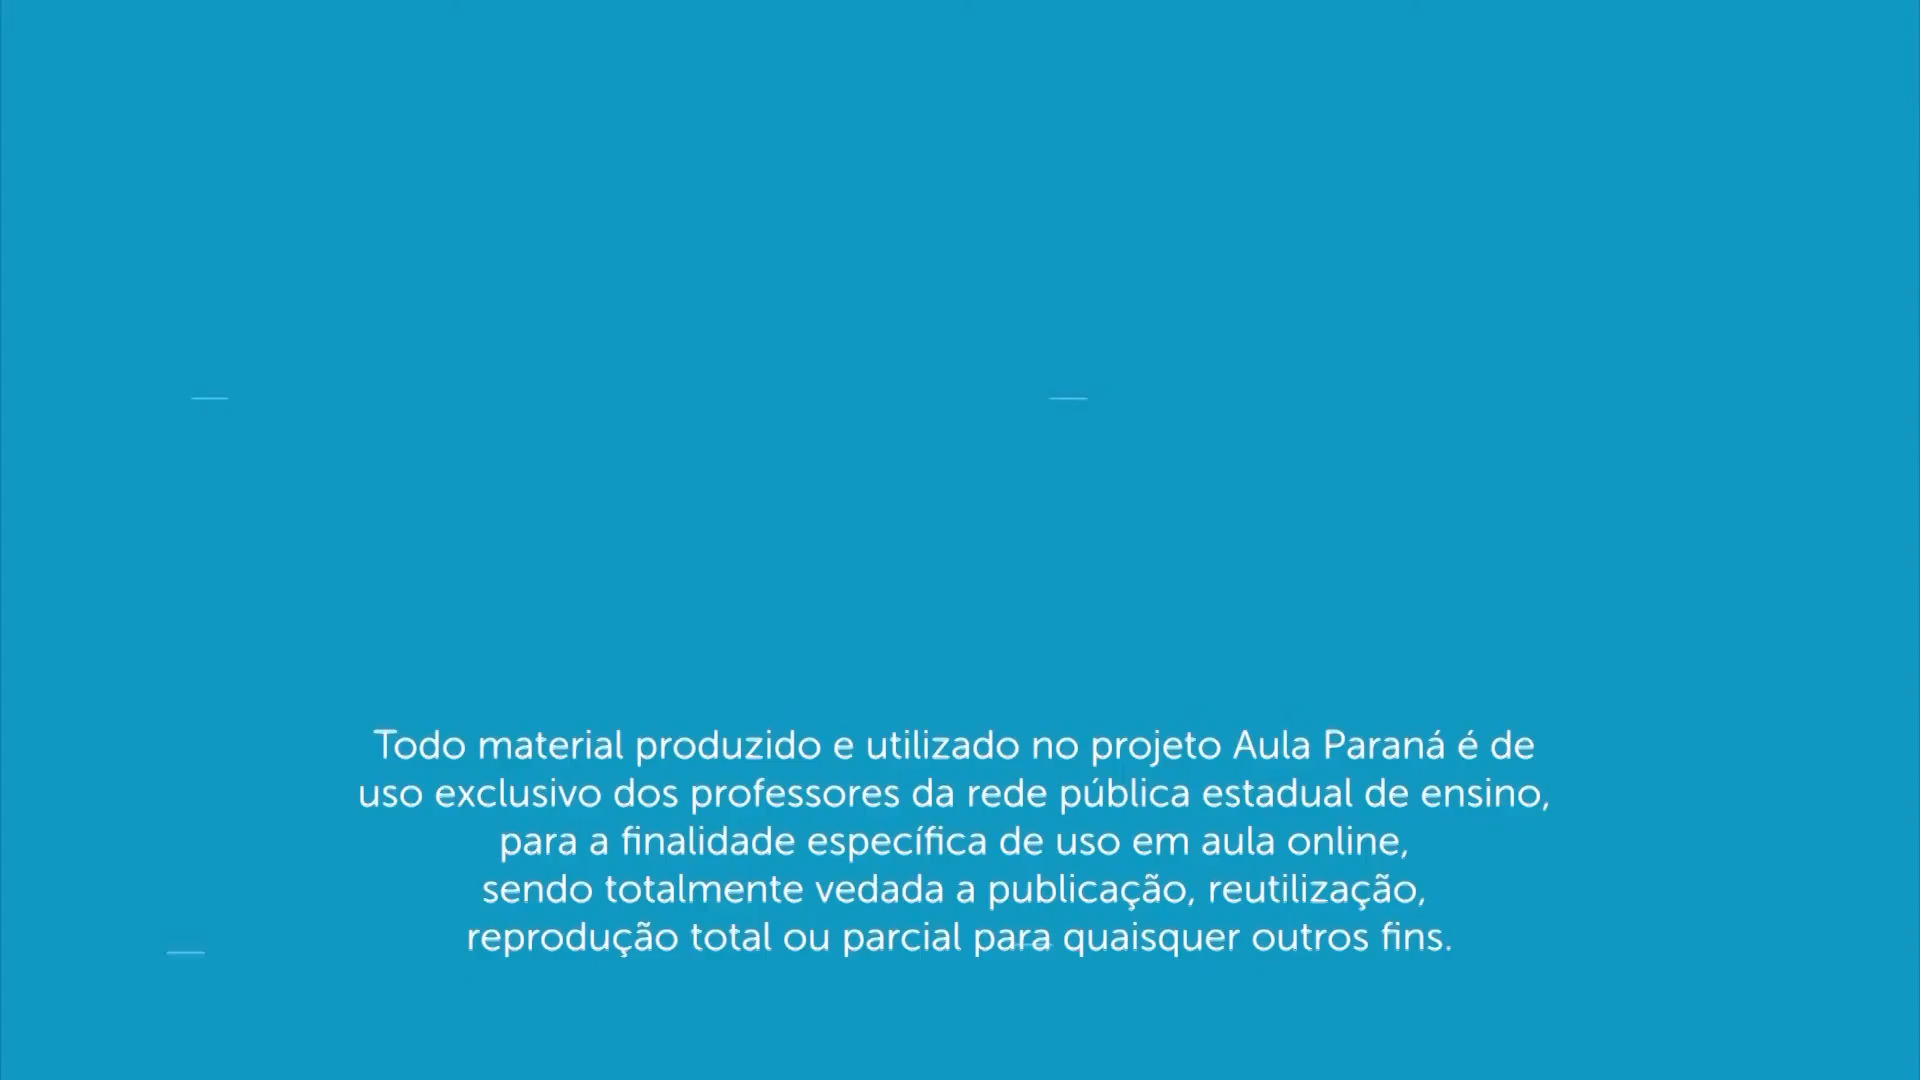 Todo material produzido e utilizado no projeto Aula Paraná é de
uso exclusivo dos professores da rede pública estadual de ensino,
para a finalidade específica de uso em aula online,
sendo totalmente vedada a publicação, reutilização,
reprodução total ou parcial para quaisquer outros fins.